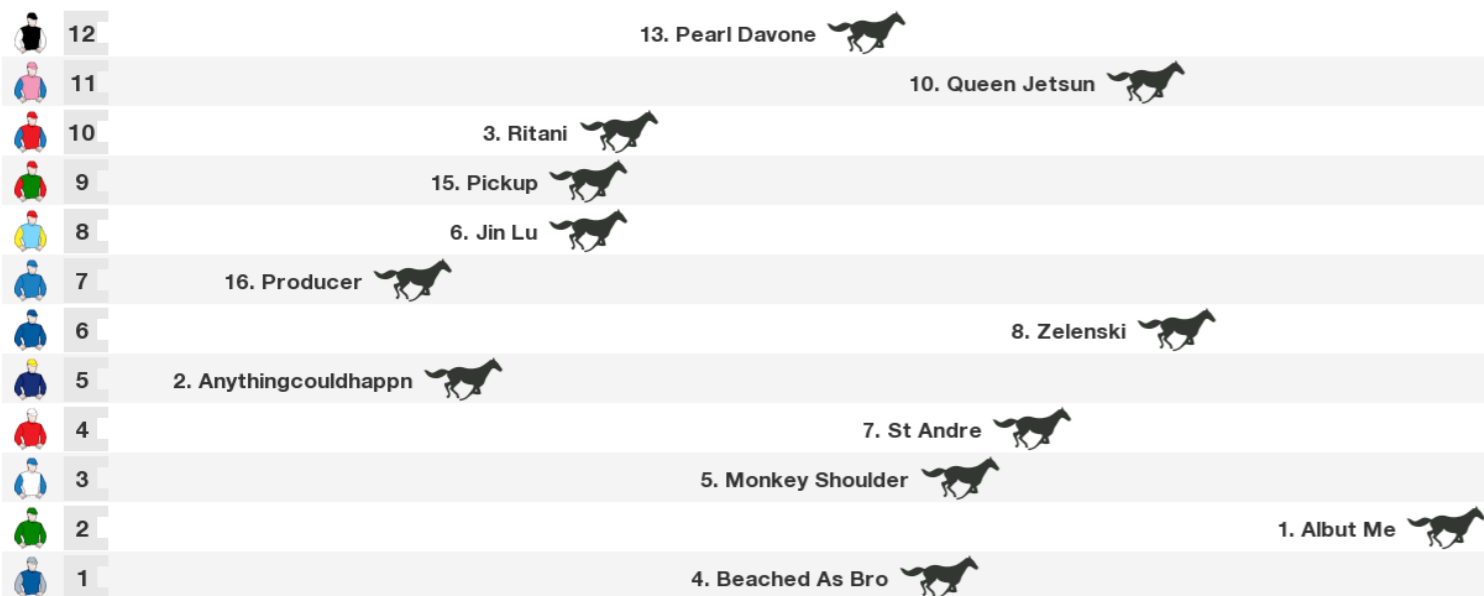 12 13. Pearl Davone
11 10. Queen Jetsun
10 3. Ritani
9 15. Pickup
8 6. Jin Lu
7 16. Producer
6 8. Zelenski
5 2. Anythingcouldhappn
4 7. St Andre
3 5. Monkey Shoulder
2 1. Albut Me
1 4. Beached As Bro